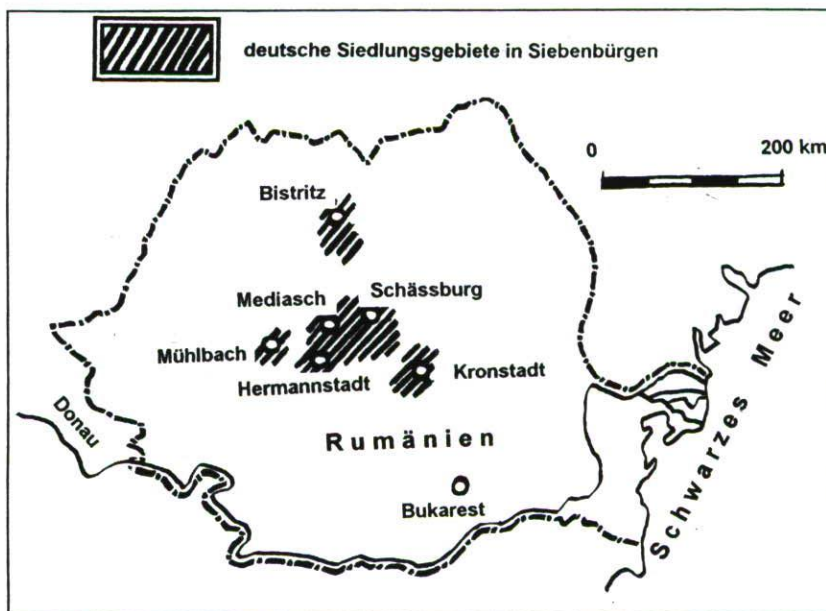 deutsche Siedlungsgebiete in Siebenbürgen
0 200 km
Bistritz
Mediasch
Schässburg
Mühlbach
Hermannstadt
Kronstadt
Donau
Rumänien
Bukarest
Schwarzes Meer